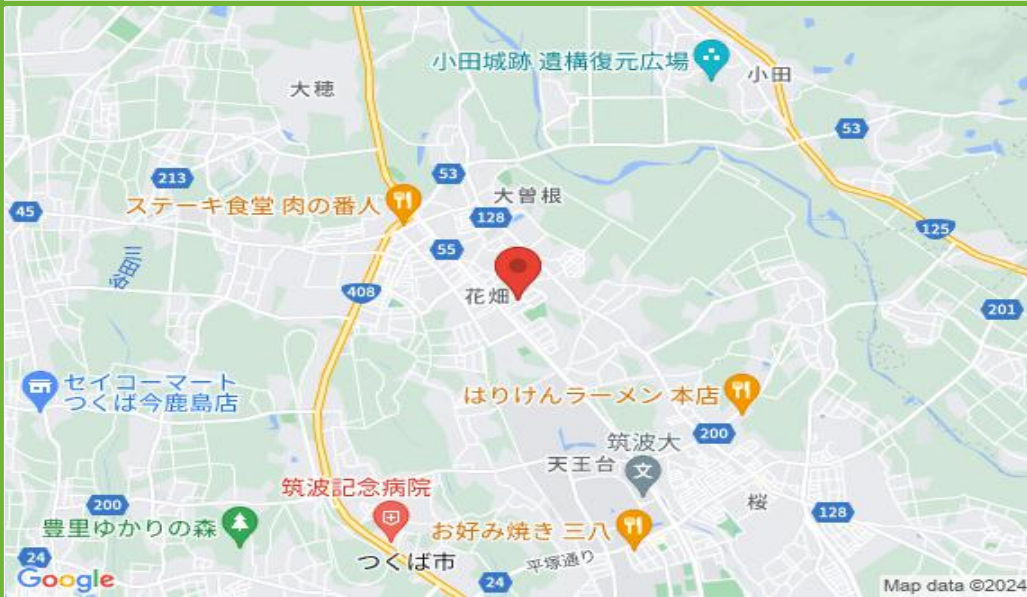 小田城跡 遺構復元広場
小田
大穂
53
53
213
ステーキ食堂 肉の番人
大曽根
45
128
125
55
三田谷
花畑
408
201
セイコーマート
つくば今鹿島店
はりけんラーメン 本店
200
筑波大
天王台
筑波記念病院
桜
200
128
豊里ゆかりの森
お好み焼き 三八
つくば市
平塚通り
24
24
Google
Map data ©2024